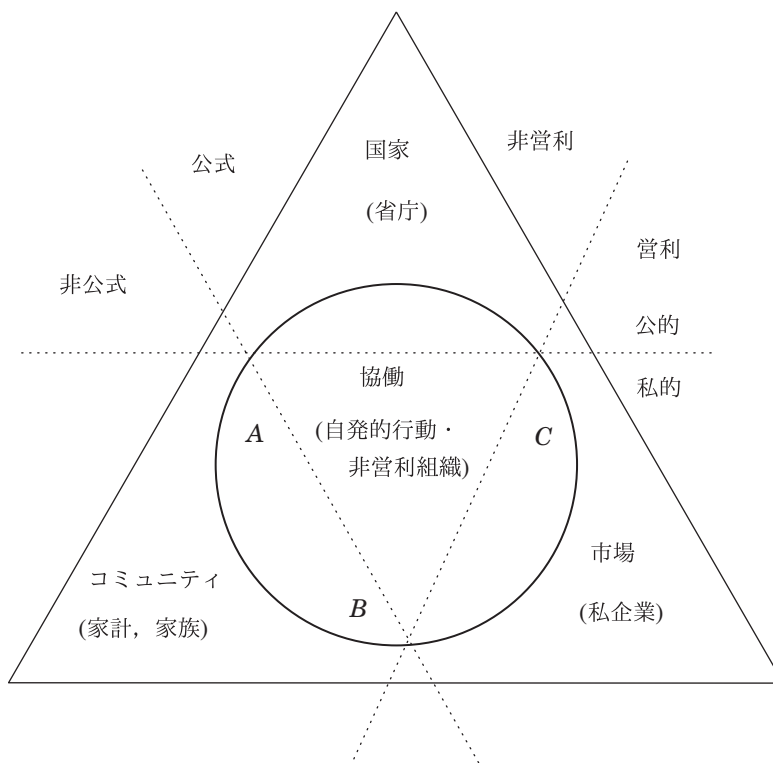 公式
国家
(省庁)
非営利
営利
非公式
公的
私的
協働
(自発的行動・
非営利組織)
A
C
B
コミュニティ
(家計，家族)
市場
(私企業)